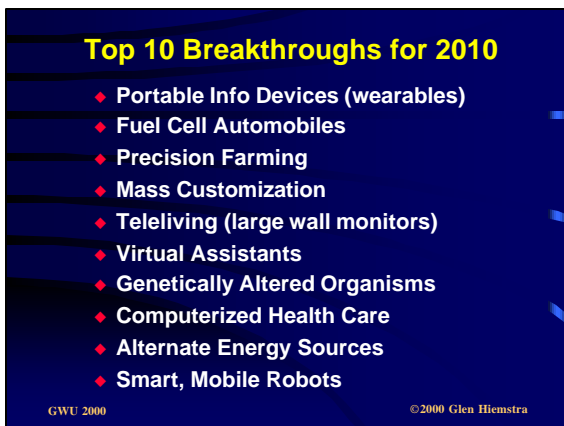 Top 10 Breakthroughs for 2010
Portable Info Devices (wearables)
Fuel Cell Automobiles
Precision Farming
Mass Customization
Teleliving (large wall monitors)
Virtual Assistants
Genetically Altered Organisms
Computerized Health Care
Alternate Energy Sources
Smart, Mobile Robots
GWU 2000
©2000 Glen Hiemstra